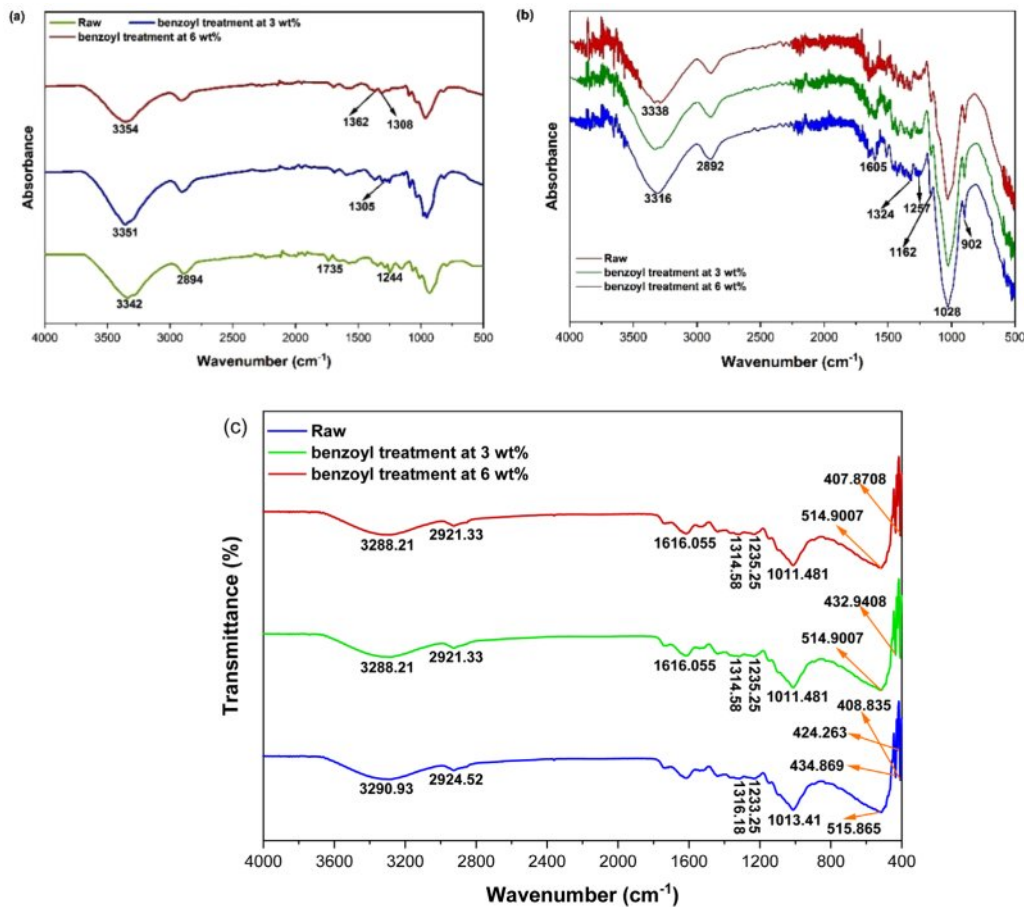 (a)
Raw
benzoyl treatment at 3 wt%
benzoyl treatment at 6 wt%
3354
1362
1308
3351
1305
3342
2894
1735
1244
Absorbance
4000 3500 3000 2500 2000 1500 1000 500
Wavenumber (cm⁻¹)
(b)
3338
3316
2892
1605
1324
1257
1162
902
1028
Raw
benzoyl treatment at 3 wt%
benzoyl treatment at 6 wt%
Absorbance
4000 3500 3000 2500 2000 1500 1000 500
Wavenumber (cm⁻¹)
(c)
Raw
benzoyl treatment at 3 wt%
benzoyl treatment at 6 wt%
407.8708
514.9007
3288.21
2921.33
1616.055
1314.58
1235.25
1011.481
432.9408
514.9007
3288.21
2921.33
1616.055
1314.58
1235.25
1011.481
408.835
424.263
434.869
3290.93
2924.52
1316.18
1233.25
1013.41
515.865
Transmittance (%)
4000 3600 3200 2800 2400 2000 1600 1200 800 400
Wavenumber (cm⁻¹)